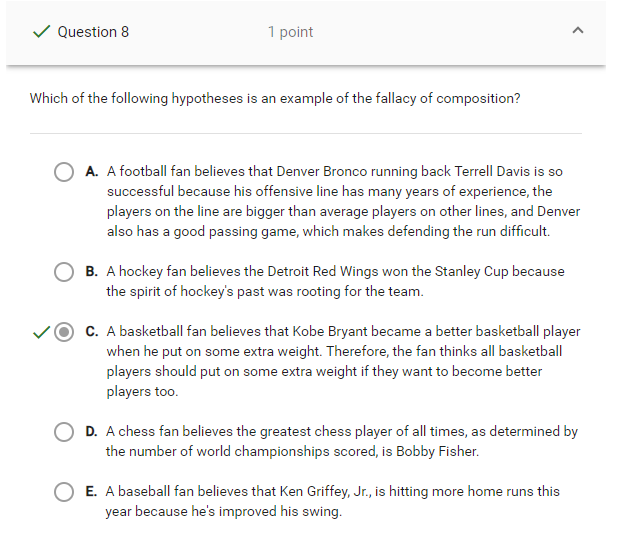 Question 8 1 point
Which of the following hypotheses is an example of the fallacy of composition?
A. A football fan believes that Denver Bronco running back Terrell Davis is so
successful because his offensive line has many years of experience, the
players on the line are bigger than average players on other lines, and Denver
also has a good passing game, which makes defending the run difficult.
B. A hockey fan believes the Detroit Red Wings won the Stanley Cup because
the spirit of hockey's past was rooting for the team.
C. A basketball fan believes that Kobe Bryant became a better basketball player
when he put on some extra weight. Therefore, the fan thinks all basketball
players should put on some extra weight if they want to become better
players too.
D. A chess fan believes the greatest chess player of all times, as determined by
the number of world championships scored, is Bobby Fisher.
E. A baseball fan believes that Ken Griffey, Jr., is hitting more home runs this
year because he's improved his swing.